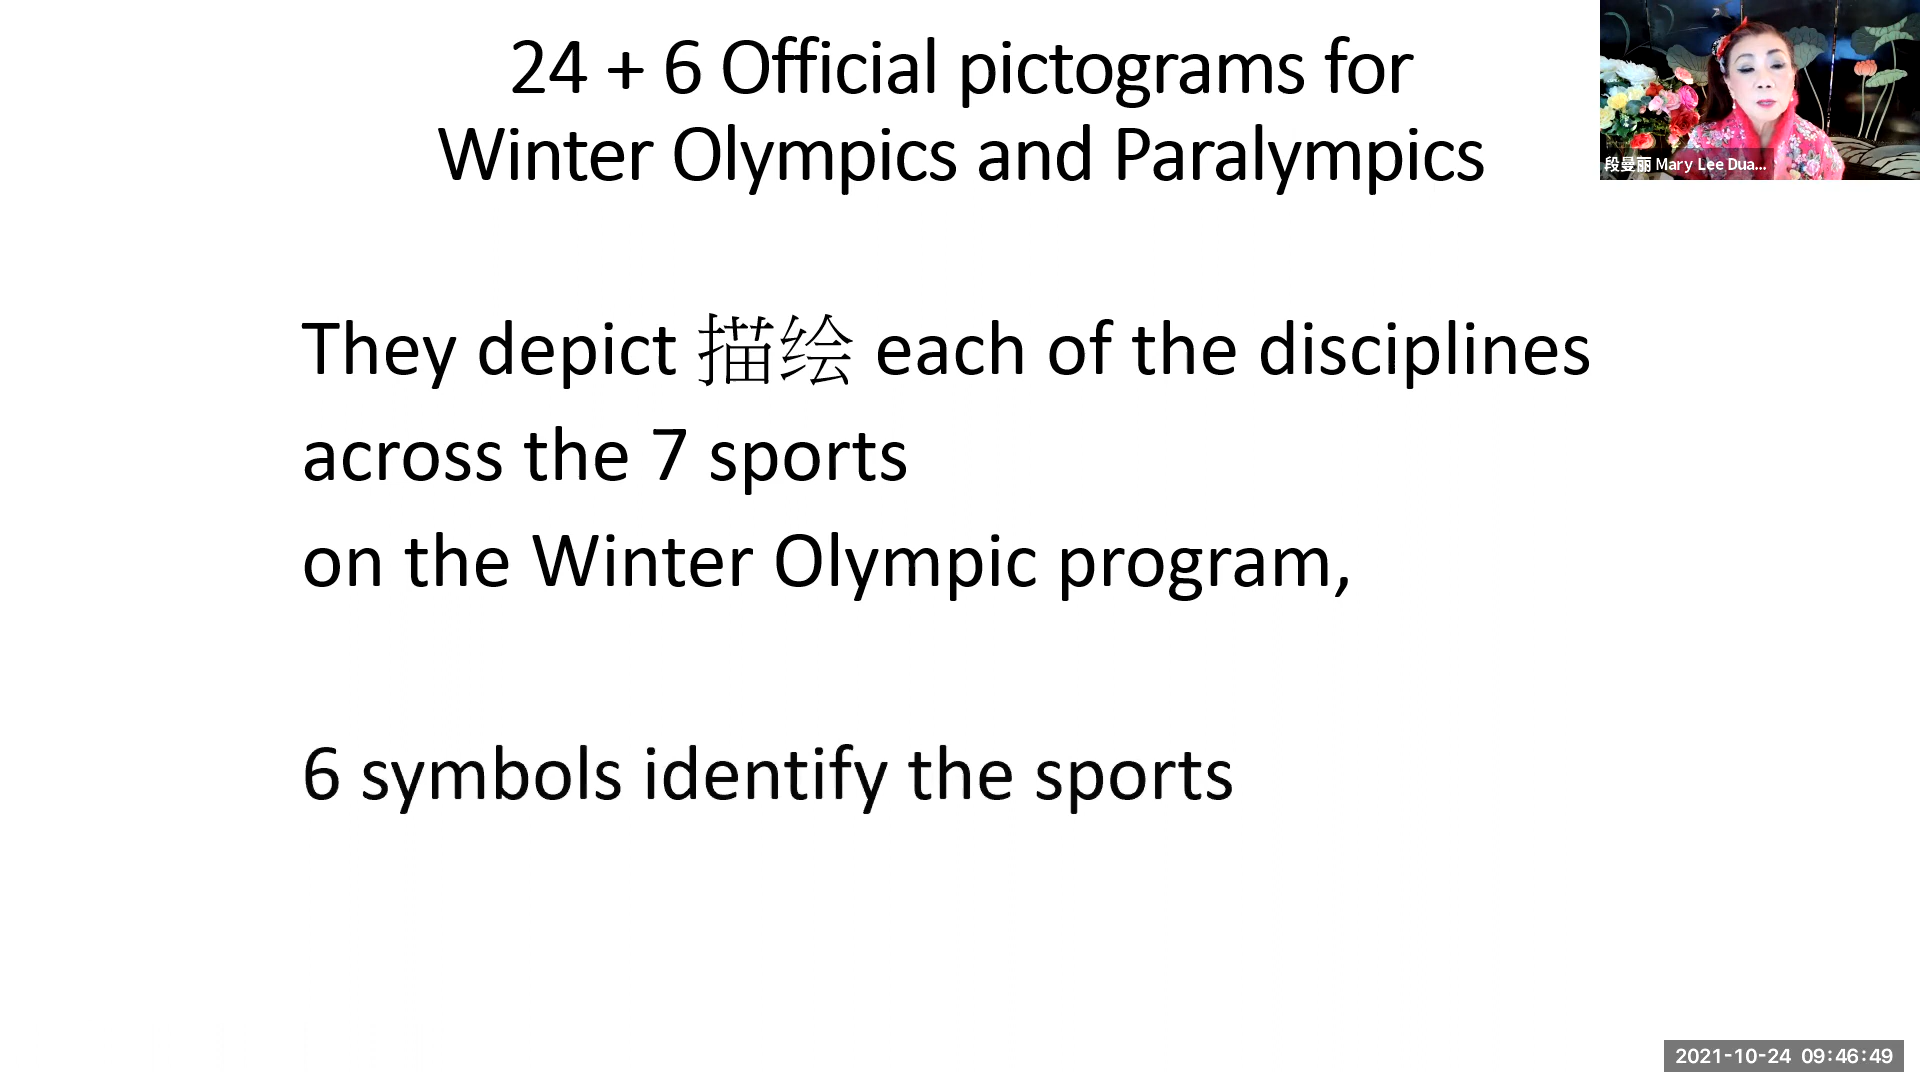 24 + 6 Official pictograms for
Winter Olympics and Paralympics
段曼丽 Mary Lee Dua...
They depict 描绘 each of the disciplines
across the 7 sports
on the Winter Olympic program,
6 symbols identify the sports
2021-10-24 09:46:49